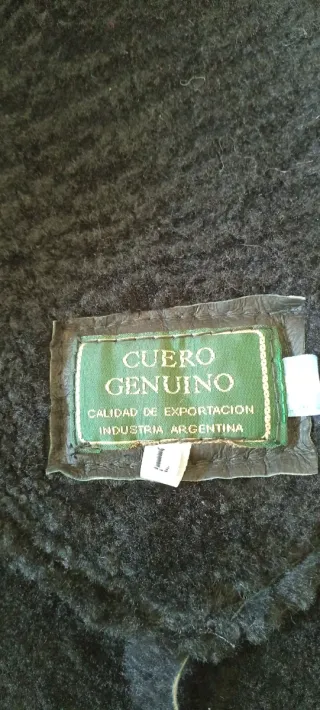 CUERO
GENUINO
CALIDAD DE EXPORTACION
INDUSTRIA ARGENTINA